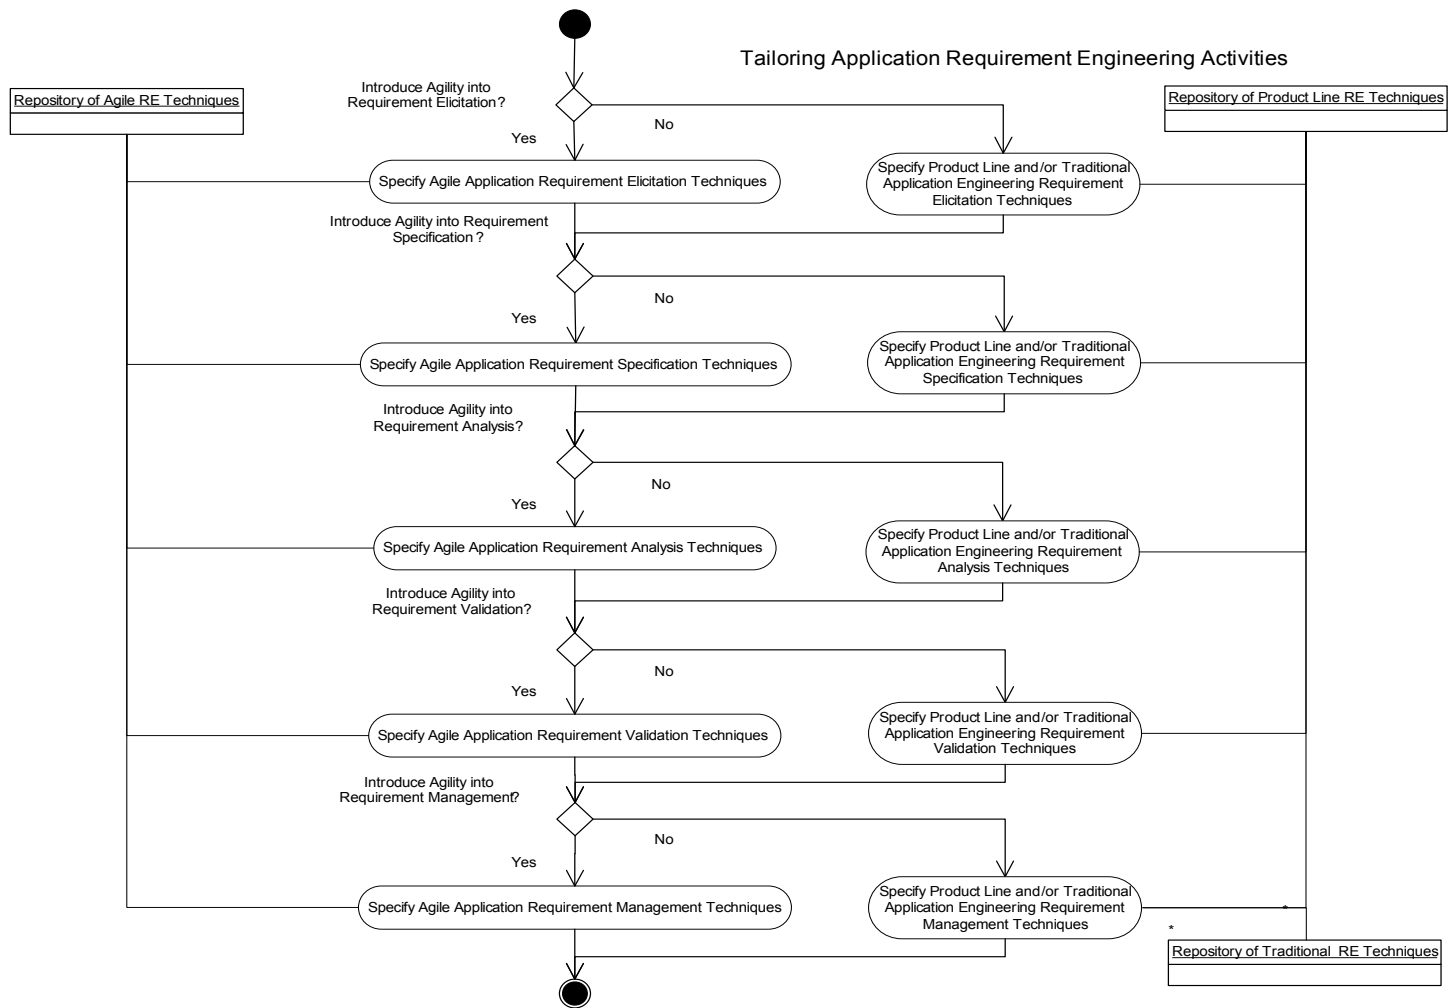 Tailoring Application Requirement Engineering Activities
Introduce Agility into
Requirement Elicitation?
Repository of Agile RE Techniques
Repository of Product Line RE Techniques
No
Yes
Specify Agile Application Requirement Elicitation Techniques
Specify Product Line and/or Traditional
Application Engineering Requirement
Elicitation Techniques
Introduce Agility into Requirement
Specification?
No
Yes
Specify Agile Application Requirement Specification Techniques
Specify Product Line and/or Traditional
Application Engineering Requirement
Specification Techniques
Introduce Agility into
Requirement Analysis?
No
Yes
Specify Agile Application Requirement Analysis Techniques
Specify Product Line and/or Traditional
Application Engineering Requirement
Analysis Techniques
Introduce Agility into
Requirement Validation?
No
Yes
Specify Agile Application Requirement Validation Techniques
Specify Product Line and/or Traditional
Application Engineering Requirement
Validation Techniques
Introduce Agility into
Requirement Management?
No
Yes
Specify Agile Application Requirement Management Techniques
Specify Product Line and/or Traditional
Application Engineering Requirement
Management Techniques
*
*
Repository of Traditional RE Techniques